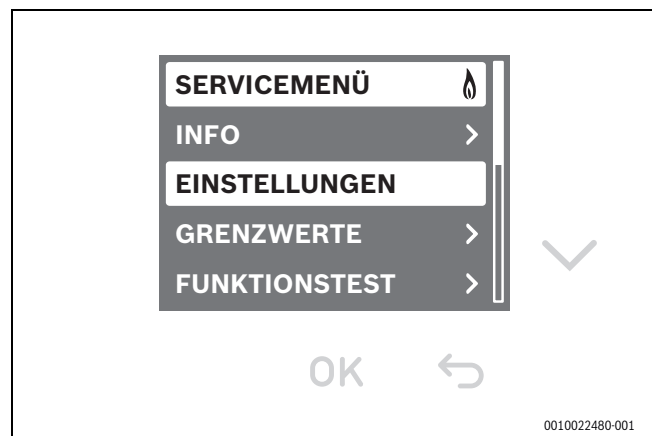 SERVICEMENÜ
INFO
EINSTELLUNGEN
GRENZWERTE
FUNKTIONSTEST
OK
0010022480-001